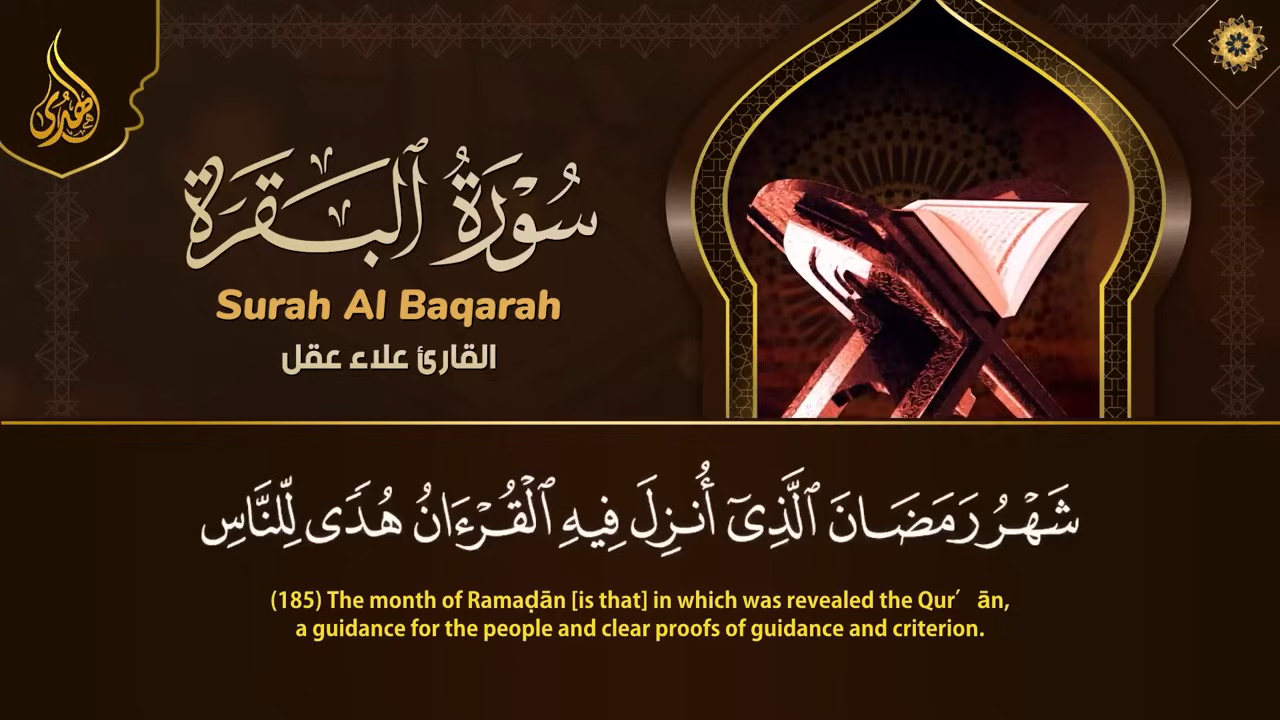 الهدى
سُورَةُ ٱلْبَقَرَة
Surah Al Baqarah
القارئ علاء عقل
شَهْرُ رَمَضَانَ ٱلَّذِىٓ أُنزِلَ فِيهِ ٱلْقُرْءَانُ هُدًى لِّلنَّاسِ
(185) The month of Ramaḍān [is that] in which was revealed the Qurʹ ān,
a guidance for the people and clear proofs of guidance and criterion.